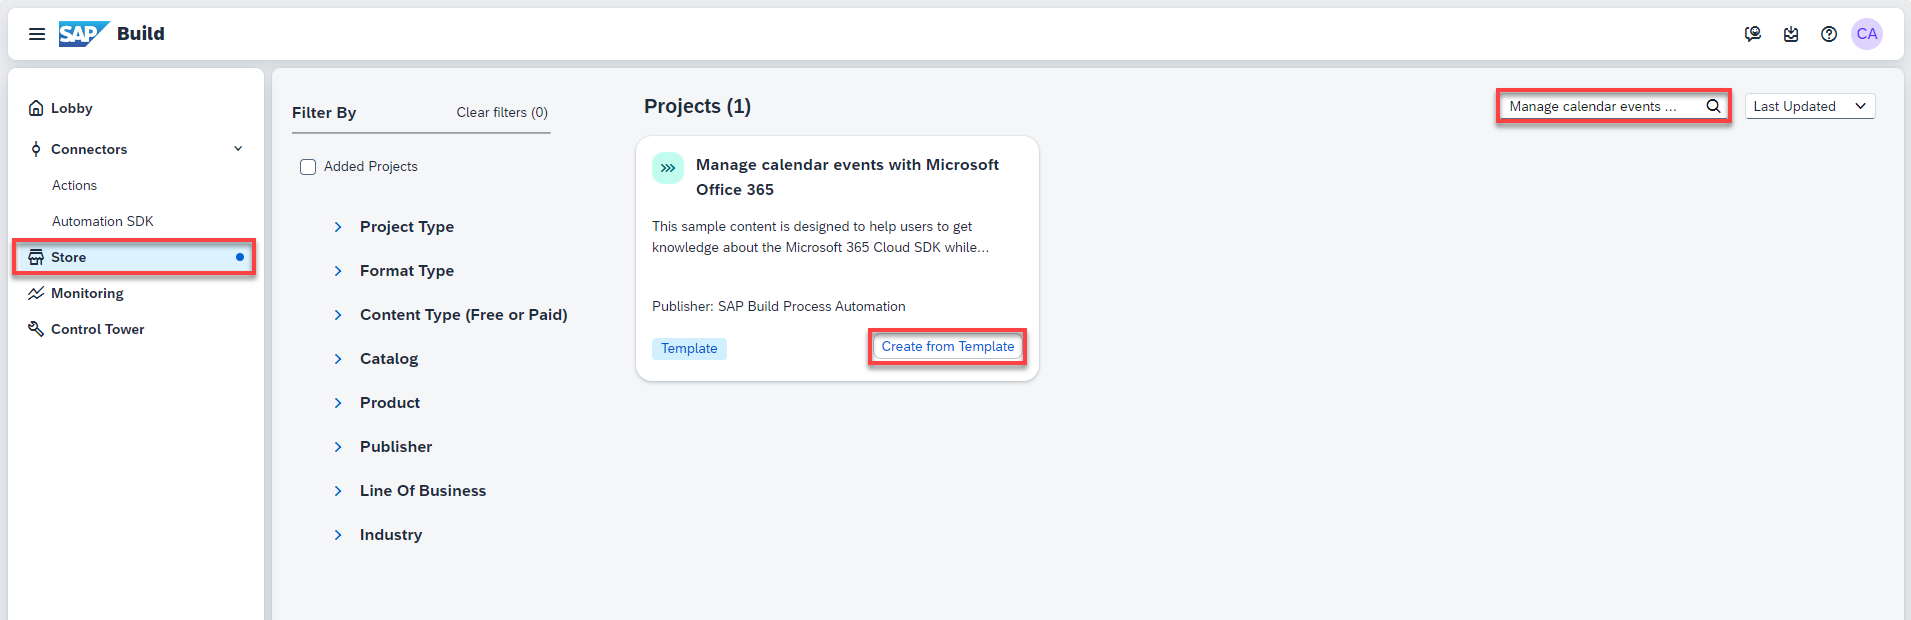 SAP Build
CA
Lobby
Connectors
Actions
Automation SDK
Store
Monitoring
Control Tower
Filter By
Clear filters (0)
Added Projects
Project Type
Format Type
Content Type (Free or Paid)
Catalog
Product
Publisher
Line Of Business
Industry
Projects (1)
Manage calendar events ...
Last Updated
Manage calendar events with Microsoft
Office 365
This sample content is designed to help users to get
knowledge about the Microsoft 365 Cloud SDK while...
Publisher: SAP Build Process Automation
Template
Create from Template